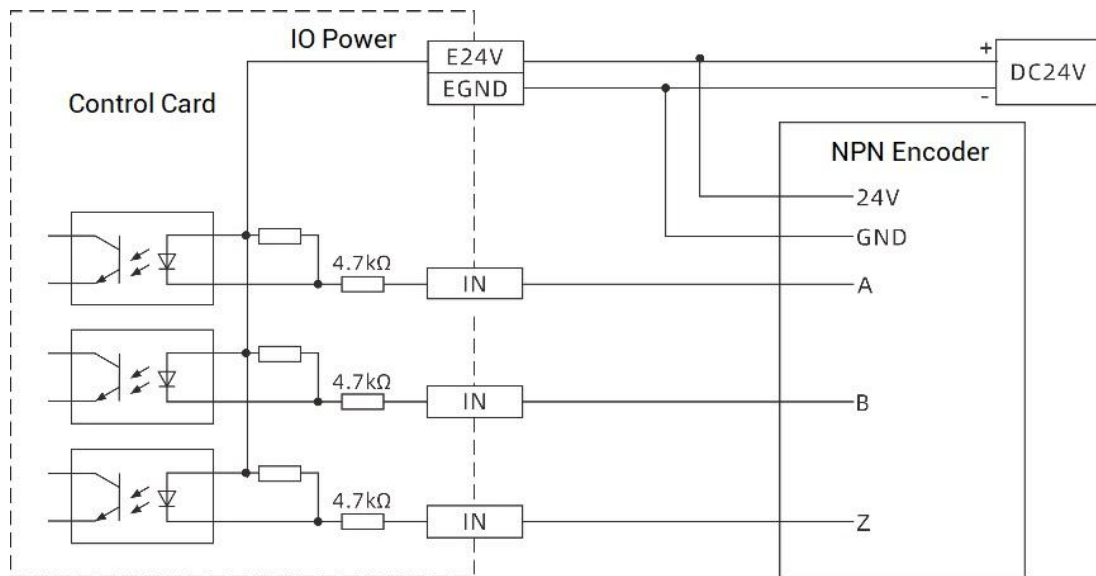 IO Power
E24V
EGND
+
-
DC24V
Control Card
NPN Encoder
24V
GND
4.7kΩ
IN
A
4.7kΩ
IN
B
4.7kΩ
IN
Z